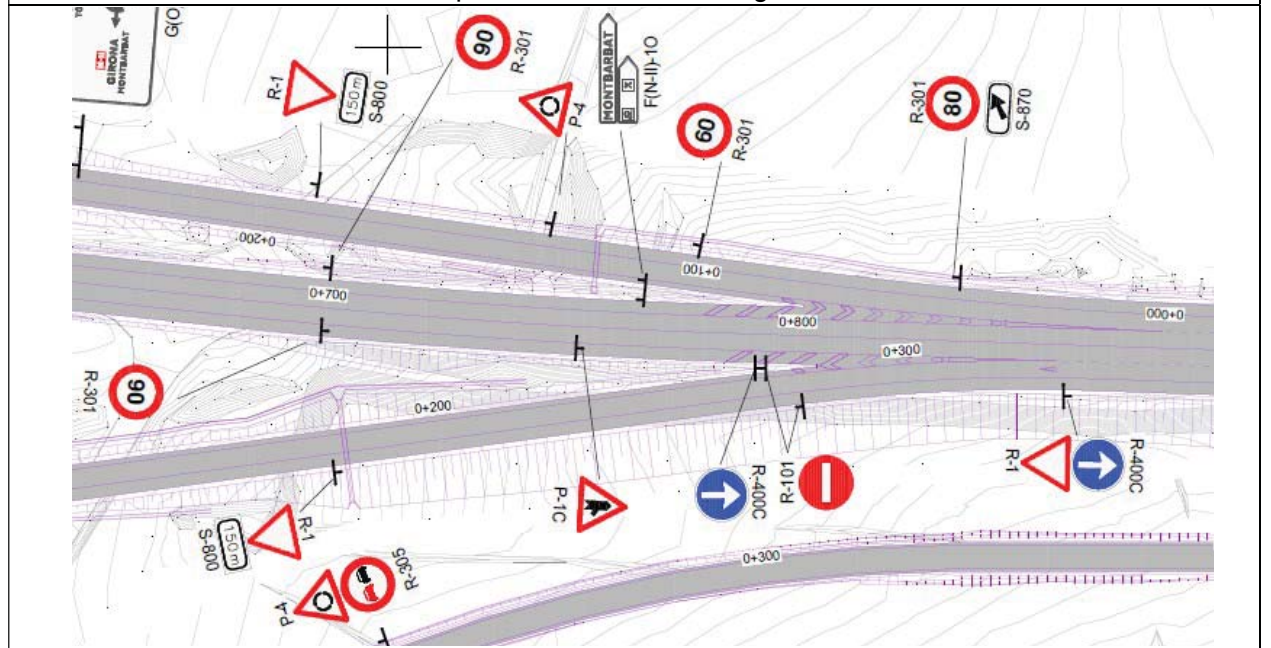 GIRONA
MONTBARBAT
G(O)
R-1
150 m
S-800
90
R-301
P-4
MONTBARBAT
F(N-II)-1O
60
R-301
R-301
80
S-870
0+200
0+100
0+700
0+800
0+000
0+300
R-301
90
0+200
P-1C
R-400C
R-101
R-1
R-400C
R-1
150 m
S-800
R-305
P-4
0+300